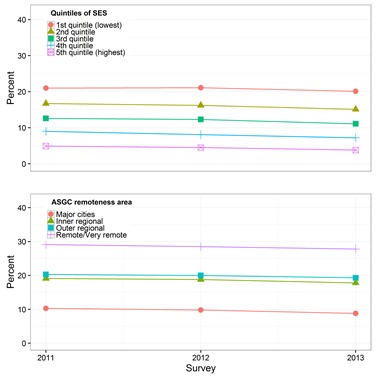 Quintiles of SES
1st quintile (lowest)
2nd quintile
3rd quintile
4th quintile
5th quintile (highest)
40
30
20
10
0
Percent
ASGC remoteness area
Major cities
Inner regional
Outer regional
Remote/Very remote
40
30
20
10
0
Percent
2011
2012
2013
Survey